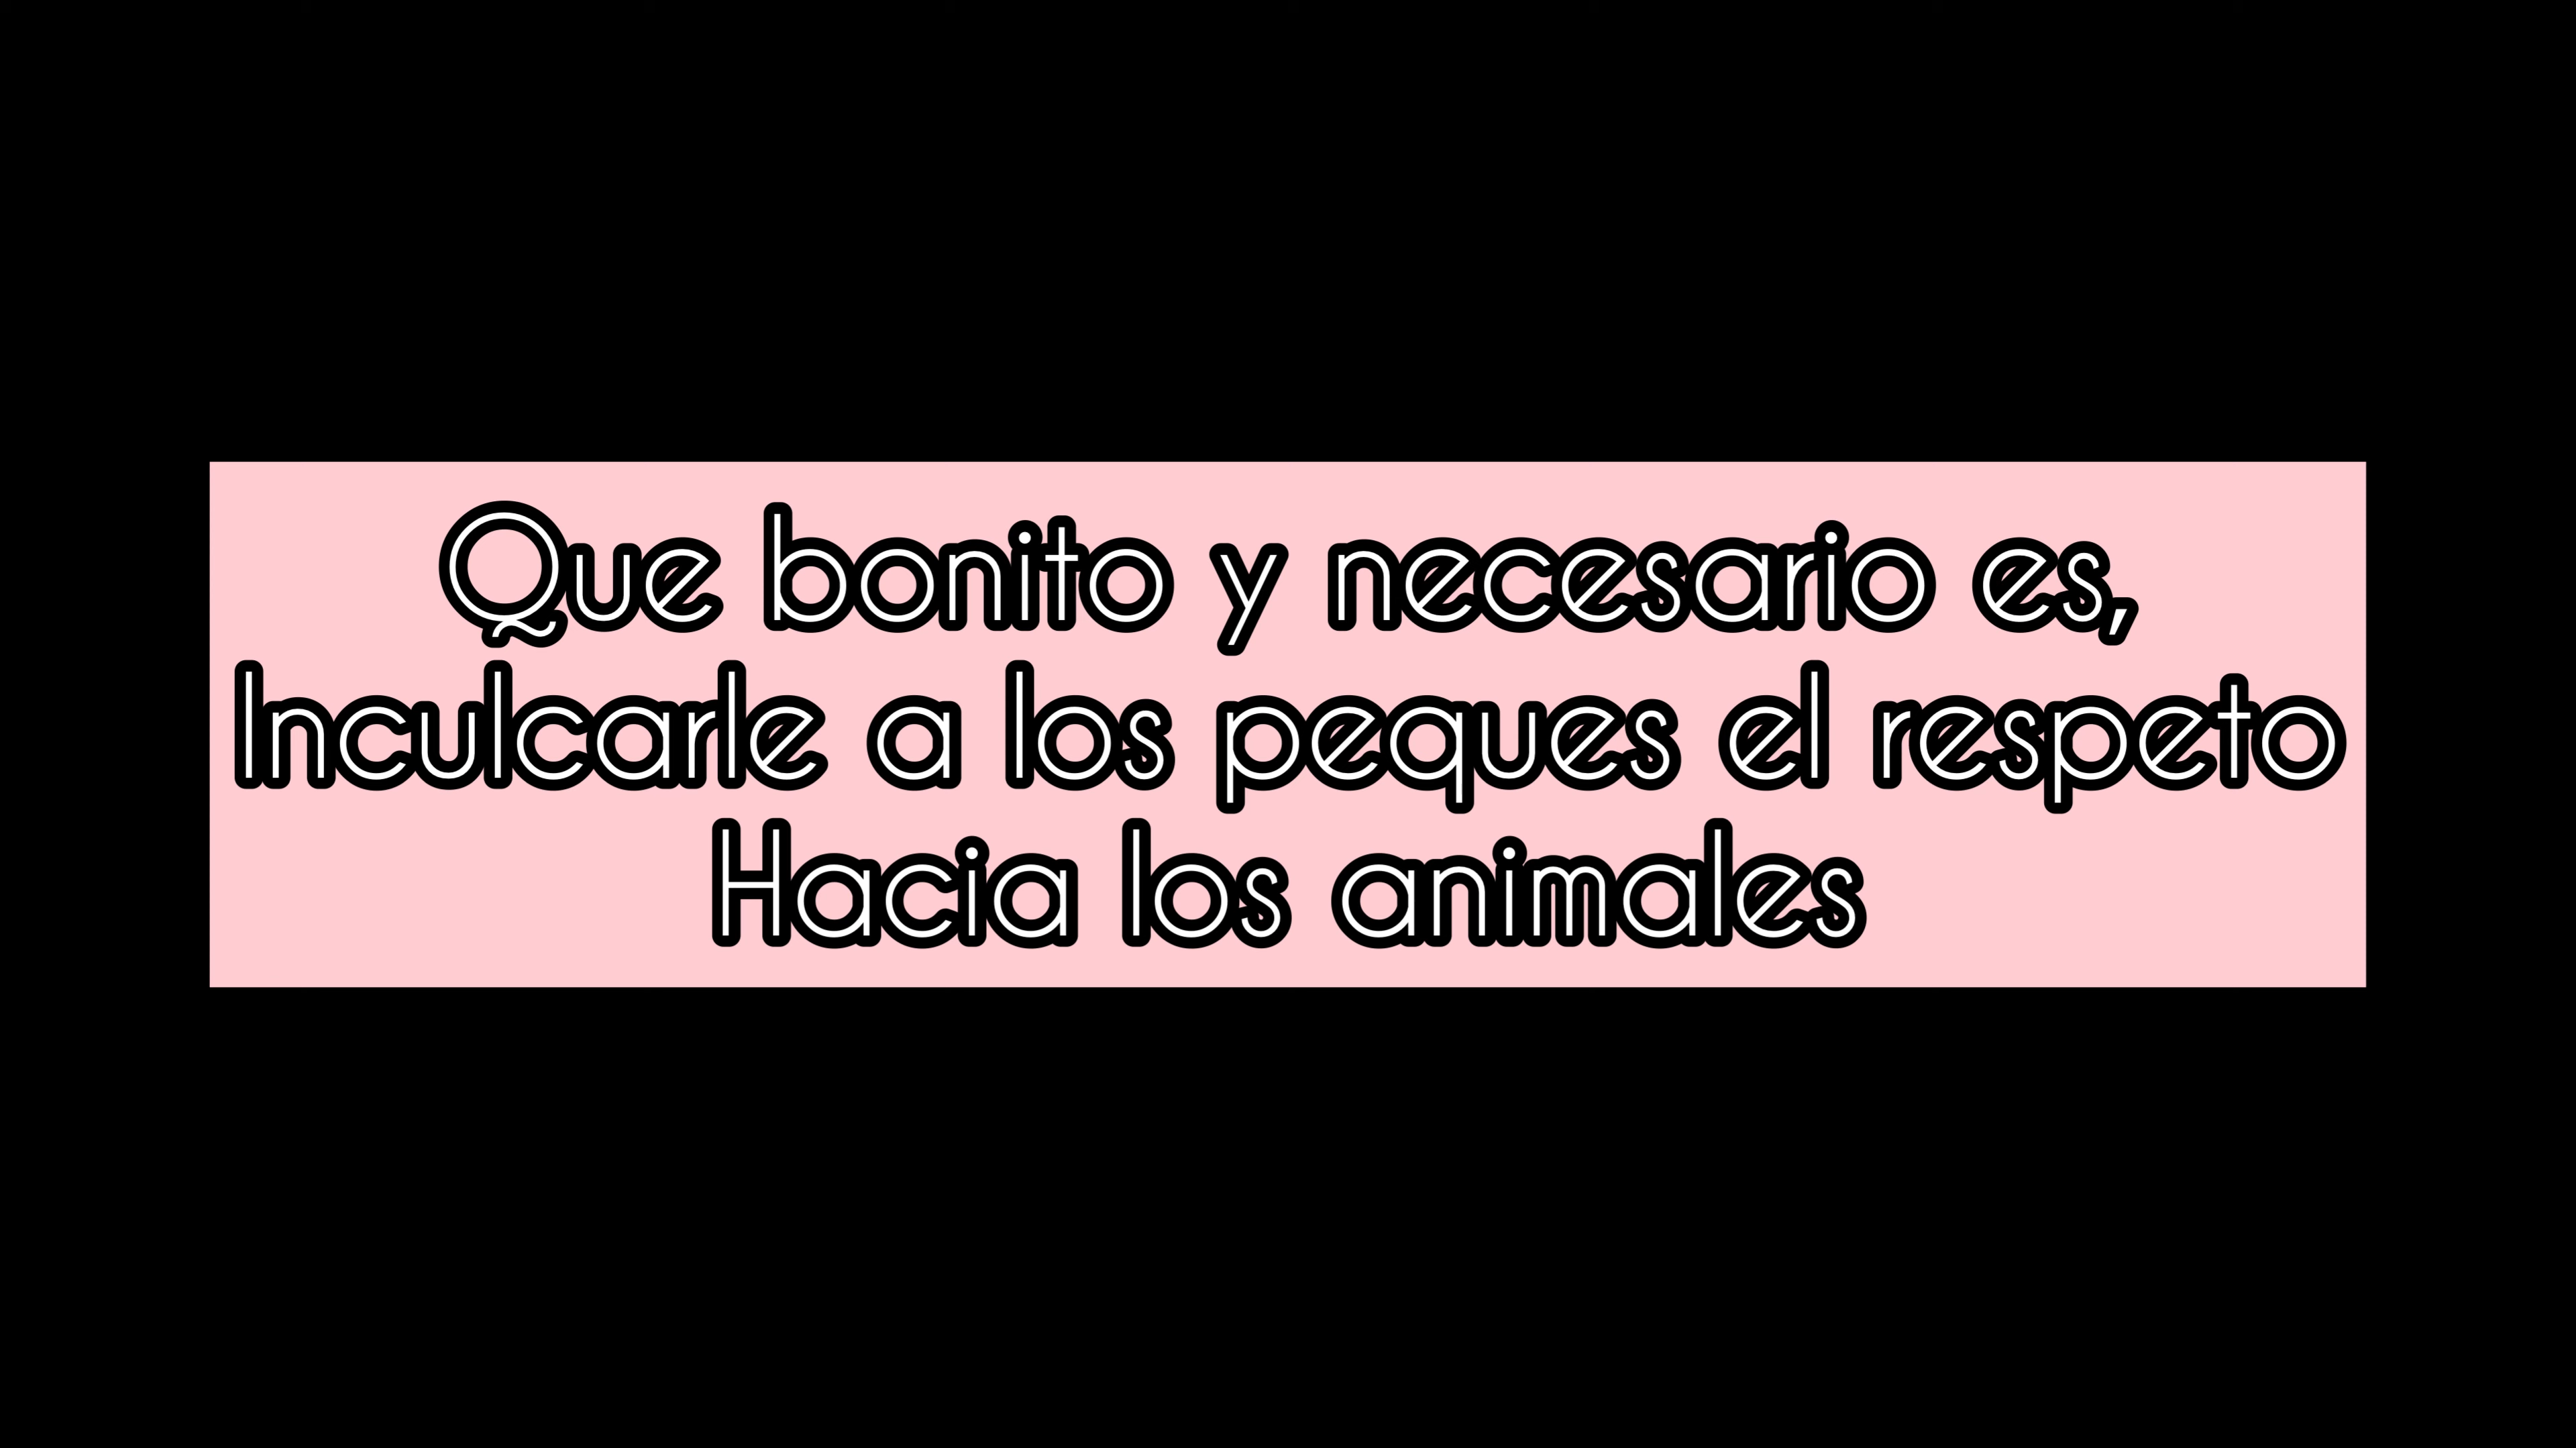 Que bonito y necesario es,
Inculcarle a los peques el respeto
Hacia los animales